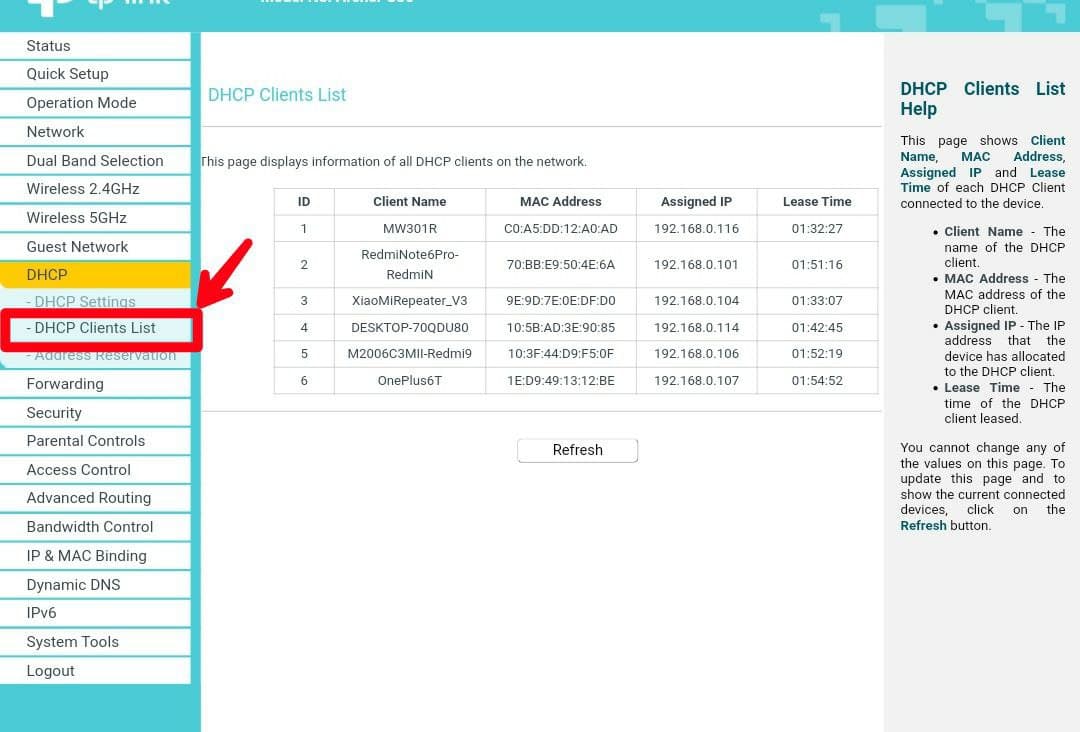 Status
Quick Setup
Operation Mode
Network
Dual Band Selection
Wireless 2.4GHz
Wireless 5GHz
Guest Network
DHCP
- DHCP Settings
- DHCP Clients List
- Address Reservation
Forwarding
Security
Parental Controls
Access Control
Advanced Routing
Bandwidth Control
IP & MAC Binding
Dynamic DNS
IPv6
System Tools
Logout
DHCP Clients List
This page displays information of all DHCP clients on the network.
ID Client Name MAC Address Assigned IP Lease Time
1 MW301R C0:A5:DD:12:A0:AD 192.168.0.116 01:32:27
2 RedmiNote6Pro-RedmiN 70:BB:E9:50:4E:6A 192.168.0.101 01:51:16
3 XiaoMiRepeater_V3 9E:9D:7E:0E:DF:D0 192.168.0.104 01:33:07
4 DESKTOP-70QDU80 10:5B:AD:3E:90:85 192.168.0.114 01:42:45
5 M2006C3MII-Redmi9 10:3F:44:D9:F5:0F 192.168.0.106 01:52:19
6 OnePlus6T 1E:D9:49:13:12:BE 192.168.0.107 01:54:52
Refresh
DHCP Clients List
Help
This page shows Client
Name, MAC Address,
Assigned IP and Lease
Time of each DHCP Client
connected to the device.
• Client Name - The
name of the DHCP
client.
• MAC Address - The
MAC address of the
DHCP client.
• Assigned IP - The IP
address that the
device has allocated
to the DHCP client.
• Lease Time - The
time of the DHCP
client leased.
You cannot change any of
the values on this page. To
update this page and to
show the current connected
devices, click on the
Refresh button.